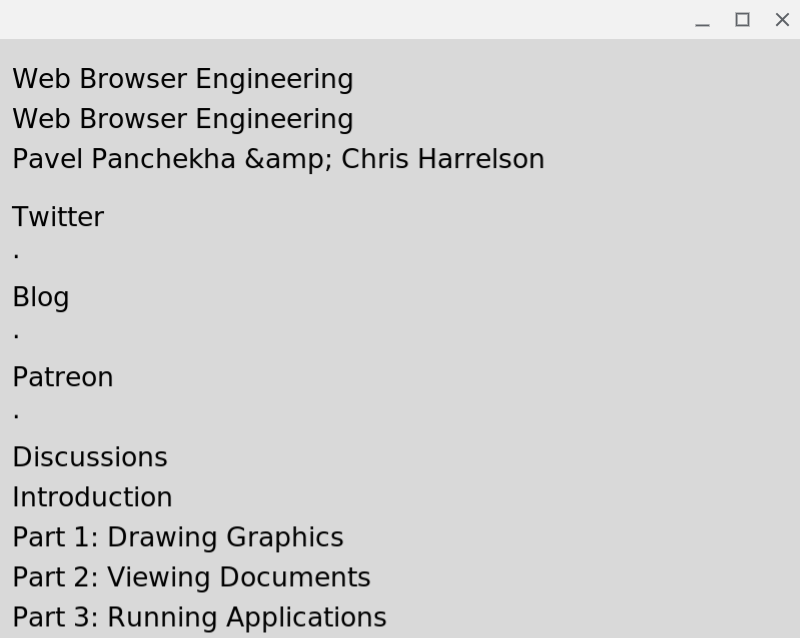 Web Browser Engineering
Web Browser Engineering
Pavel Panchekha &amp;amp; Chris Harrelson
Twitter
·
Blog
·
Patreon
·
Discussions
Introduction
Part 1: Drawing Graphics
Part 2: Viewing Documents
Part 3: Running Applications